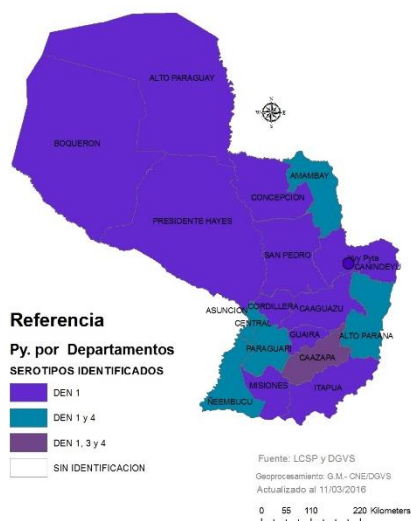 ALTO PARAGUAY
BOQUERON
N
W E
S
AMAMBAY
CONCEPCION
PRESIDENTE HAYES
SAN PEDRO
Yvy Pyta
CANINDEYU
ASUNCION
CORDILLERA
CAAGUAZU
CENTRAL
GUAIRA
ALTO PARANA
PARAGUARI
CAAZAPA
MISIONES
ITAPUA
ÑEEMBUCU
Referencia
Py. por Departamentos
SEROTIPOS IDENTIFICADOS
DEN 1
DEN 1 y 4
DEN 1, 3 y 4
SIN IDENTIFICACION
Fuente: LCSP y DGVS
Geoprocesamiento: G.M.- CNE/DGVS
Actualizado al 11/03/2016
0 55 110 220 Kilometers